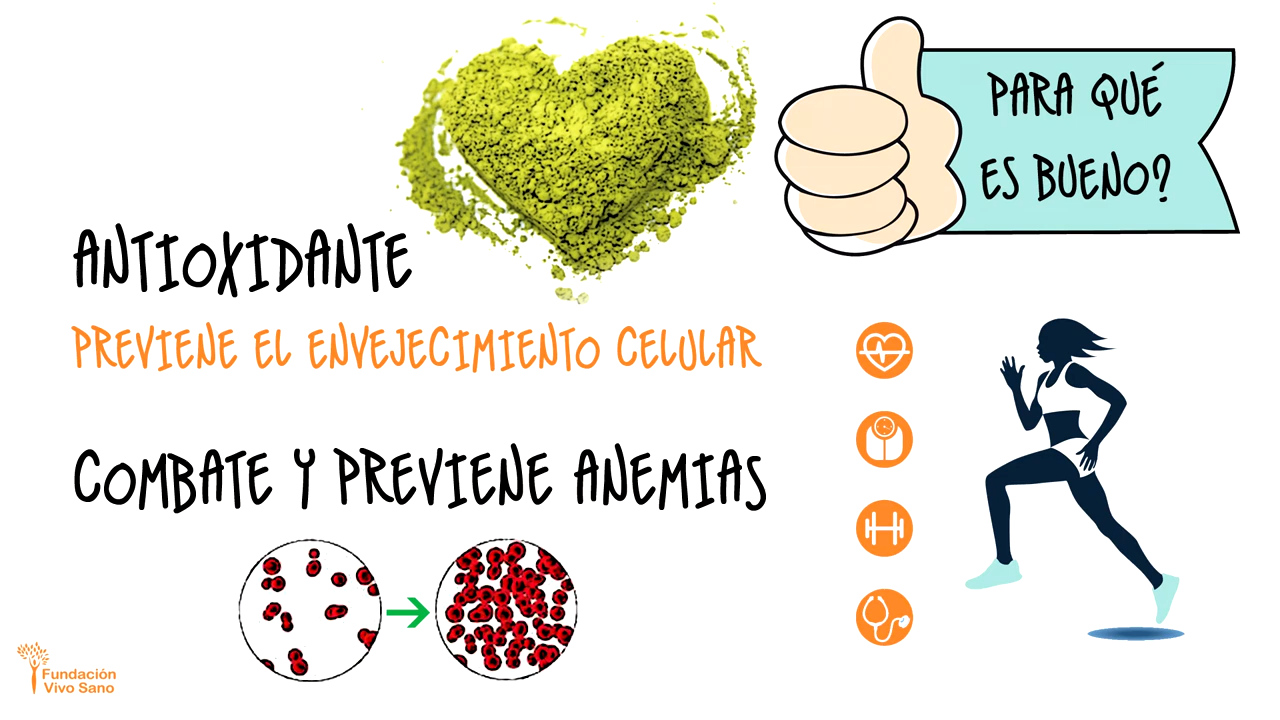 PARA QUÉ
ES BUENO?
ANTIOXIDANTE
PREVIENE EL ENVEJECIMIENTO CELULAR
COMBATE Y PREVIENE ANEMIAS
Fundación
Vivo Sano